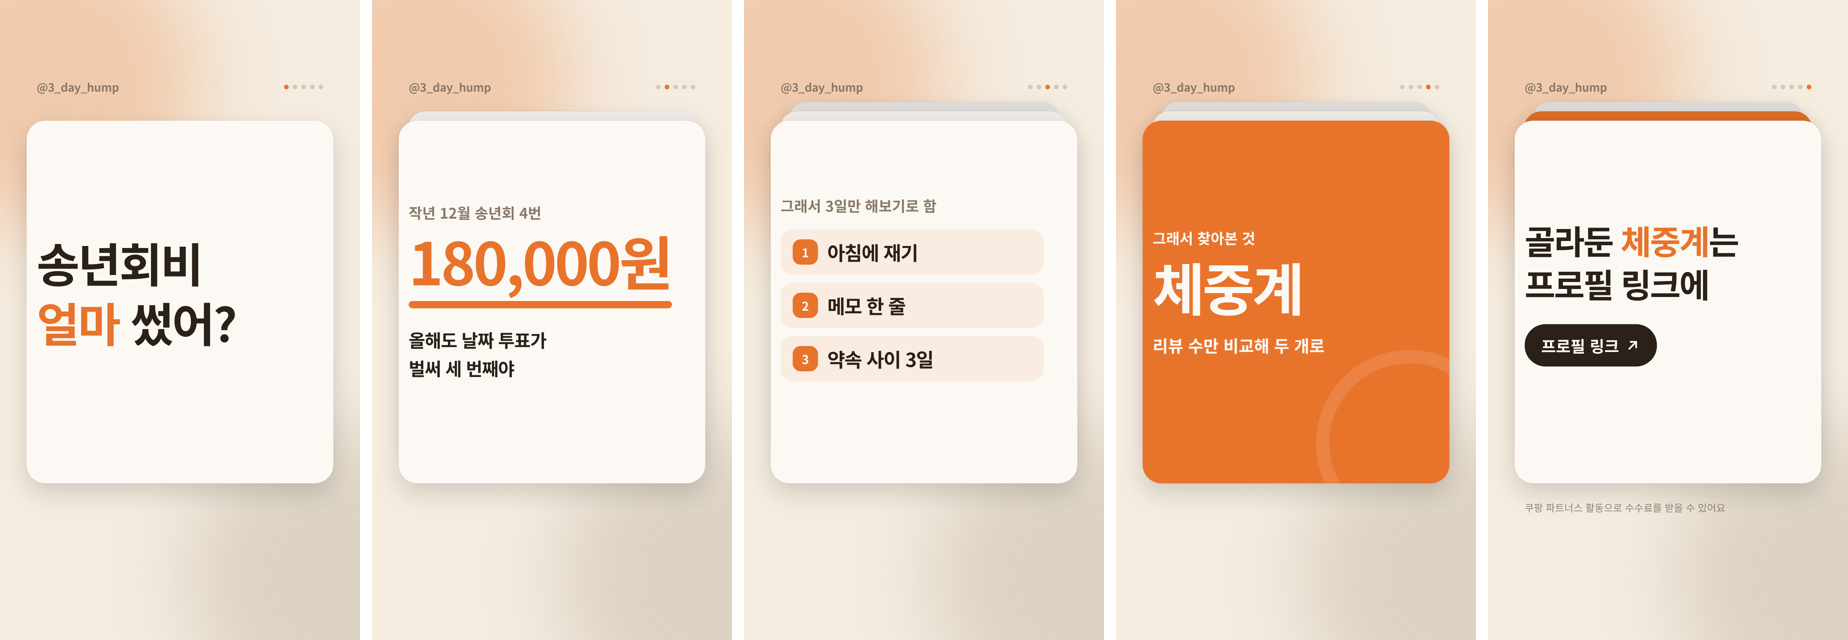 @3_day_hump
송년회비
얼마 썼어?
@3_day_hump
작년 12월 송년회 4번
180,000원
올해도 날짜 투표가
벌써 세 번째야
@3_day_hump
그래서 3일만 해보기로 함
1 아침에 재기
2 메모 한 줄
3 약속 사이 3일
@3_day_hump
그래서 찾아본 것
체중계
리뷰 수만 비교해 두 개로
@3_day_hump
골라둔 체중계는
프로필 링크에
프로필 링크 ↗
쿠팡 파트너스 활동으로 수수료를 받을 수 있어요